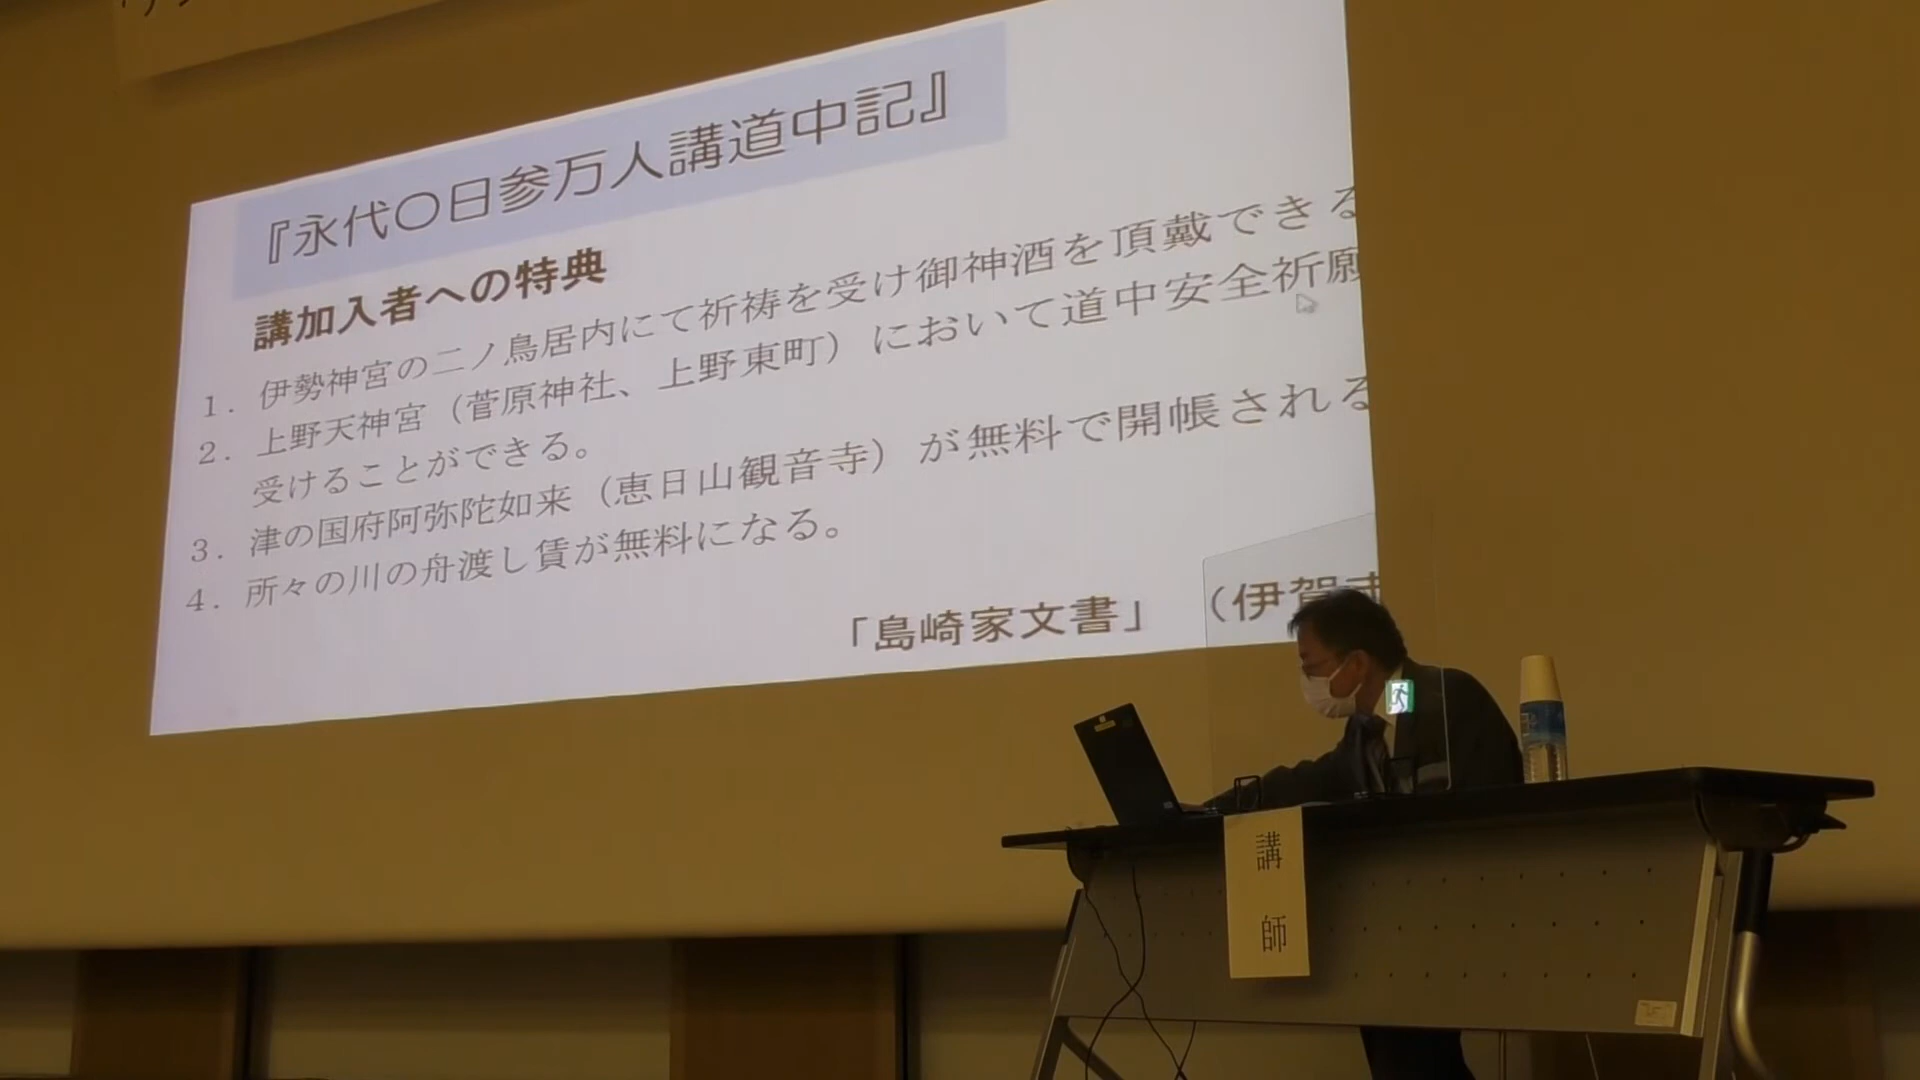 『永代〇日参万人講道中記』
講加入者への特典
1. 伊勢神宮の二ノ鳥居内にて祈祷を受け御神酒を頂戴できる
2. 上野天神宮（菅原神社、上野東町）において道中安全祈願
受けることができる。
3. 津の国府阿弥陀如来（恵日山観音寺）が無料で開帳される
4. 所々の川の舟渡し賃が無料になる。
「島崎家文書」（伊賀
講師